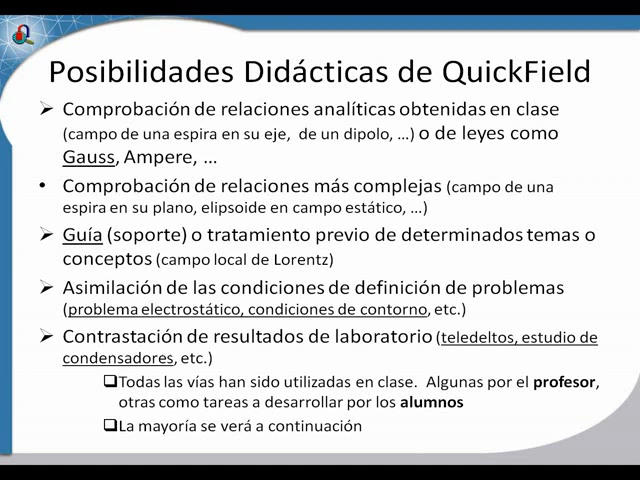 Posibilidades Didácticas de QuickField
➢ Comprobación de relaciones analíticas obtenidas en clase
(campo de una espira en su eje, de un dipolo, ...) o de leyes como
Gauss, Ampere, ...
• Comprobación de relaciones más complejas (campo de una
espira en su plano, elipsoide en campo estático, ...)
➢ Guía (soporte) o tratamiento previo de determinados temas o
conceptos (campo local de Lorentz)
➢ Asimilación de las condiciones de definición de problemas
(problema electrostático, condiciones de contorno, etc.)
➢ Contrastación de resultados de laboratorio (teledeltos, estudio de
condensadores, etc.)
❑Todas las vías han sido utilizadas en clase. Algunas por el profesor,
otras como tareas a desarrollar por los alumnos
❑La mayoría se verá a continuación